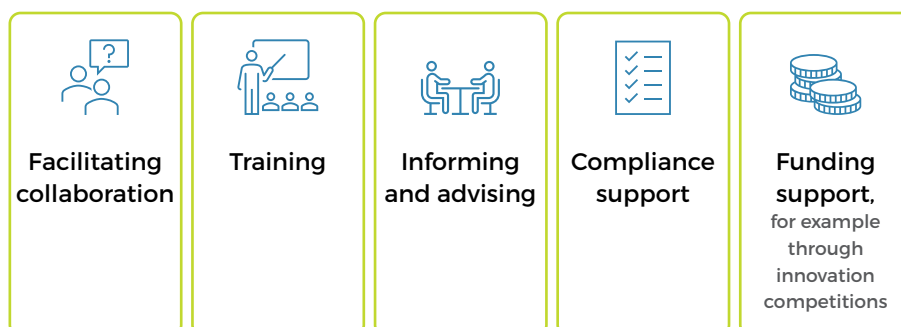 ?
Facilitating
collaboration
Training
Informing
and advising
Compliance
support
Funding
support,
for example
through
innovation
competitions